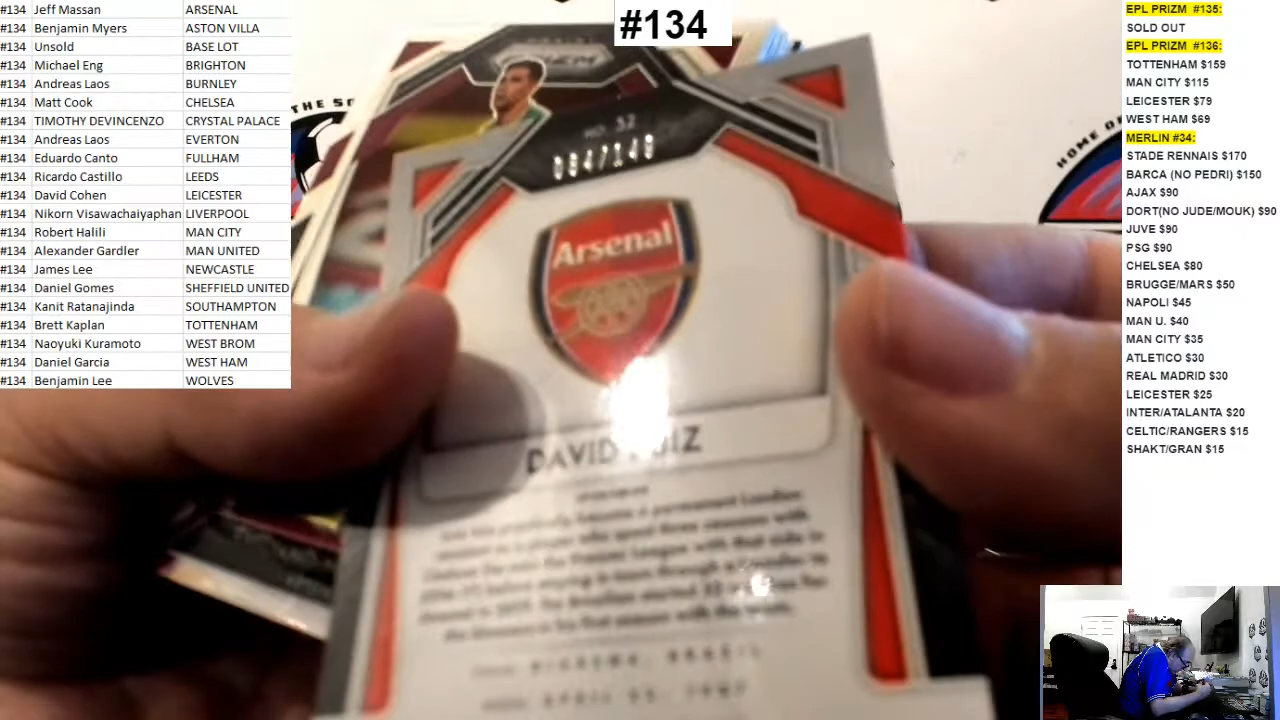 #134 Jeff Massan ARSENAL
#134 Benjamin Myers ASTON VILLA
#134 Unsold BASE LOT
#134 Michael Eng BRIGHTON
#134 Andreas Laos BURNLEY
#134 Matt Cook CHELSEA
#134 TIMOTHY DEVINCENZO CRYSTAL PALACE
#134 Andreas Laos EVERTON
#134 Eduardo Canto FULLHAM
#134 Ricardo Castillo LEEDS
#134 David Cohen LEICESTER
#134 Nikorn Visawachaiyaphan LIVERPOOL
#134 Robert Halili MAN CITY
#134 Alexander Gardler MAN UNITED
#134 James Lee NEWCASTLE
#134 Daniel Gomes SHEFFIELD UNITED
#134 Kanit Ratanajinda SOUTHAMPTON
#134 Brett Kaplan TOTTENHAM
#134 Naoyuki Kuramoto WEST BROM
#134 Daniel Garcia WEST HAM
#134 Benjamin Lee WOLVES
#134
THE
NO. 52
084/148
Arsenal
DAVID
HOME
EPL PRIZM #135:
SOLD OUT
EPL PRIZM #136:
TOTTENHAM $159
MAN CITY $115
LEICESTER $79
WEST HAM $69
MERLIN #34:
STADE RENNAIS $170
BARCA (NO PEDRI) $150
AJAX $90
DORT(NO JUDE/MOUK) $90
JUVE $90
PSG $90
CHELSEA $80
BRUGGE/MARS $50
NAPOLI $45
MAN U. $40
MAN CITY $35
ATLETICO $30
REAL MADRID $30
LEICESTER $25
INTER/ATALANTA $20
CELTIC/RANGERS $15
SHAKT/GRAN $15